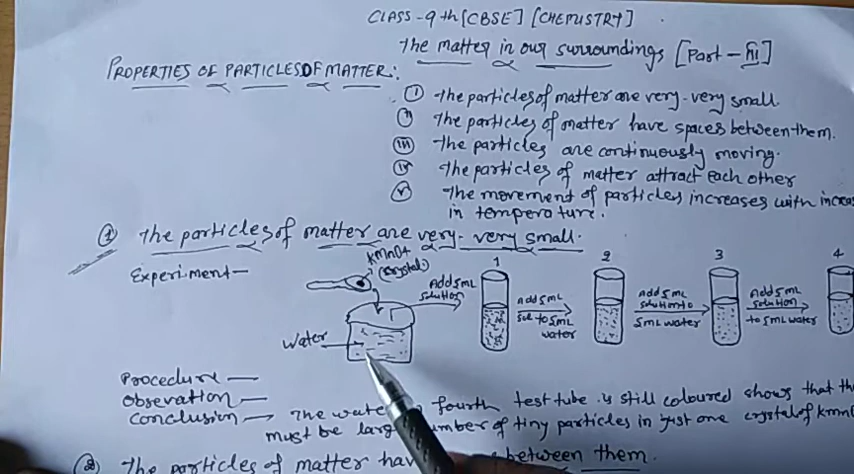 CLASS-9th [CBSE] [CHEMISTRY]
The matter in our surroundings [Part-III]
PROPERTIES OF PARTICLES OF MATTER:
(i) The particles of matter are very-very small.
(ii) The particles of matter have spaces between them.
(iii) The particles are continuously moving.
(iv) The particles of matter attract each other
(v) The movement of particles increases with increas
in temperature.
(1) The particles of matter are very-very small.
Experiment-
KMnO4
(crystal)
Water
Add 5mL
solution
1
Add 5mL
sol to 5mL
water
2
Add 5mL
solution to
5mL water
3
Add 5mL
solution
to 5mL water
4
Procedure —
Observation —
Conclusion → The water fourth test tube is still coloured shows that th
must be large number of tiny particles in just one crystal of kmn
(2) The particles of matter hav between them.